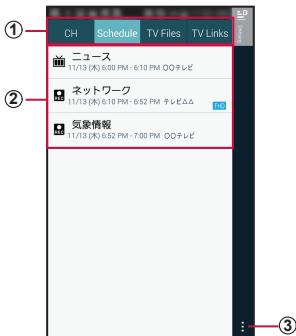 ①
CH Schedule TV Files TV Links
②
ニュース
11/13 (木) 6:00 PM - 6:10 PM ○○テレビ
REC
ネットワーク
11/13 (木) 6:10 PM - 6:52 PM テレビ△△
FHD
REC
気象情報
11/13 (木) 6:52 PM - 7:00 PM ○○テレビ
③